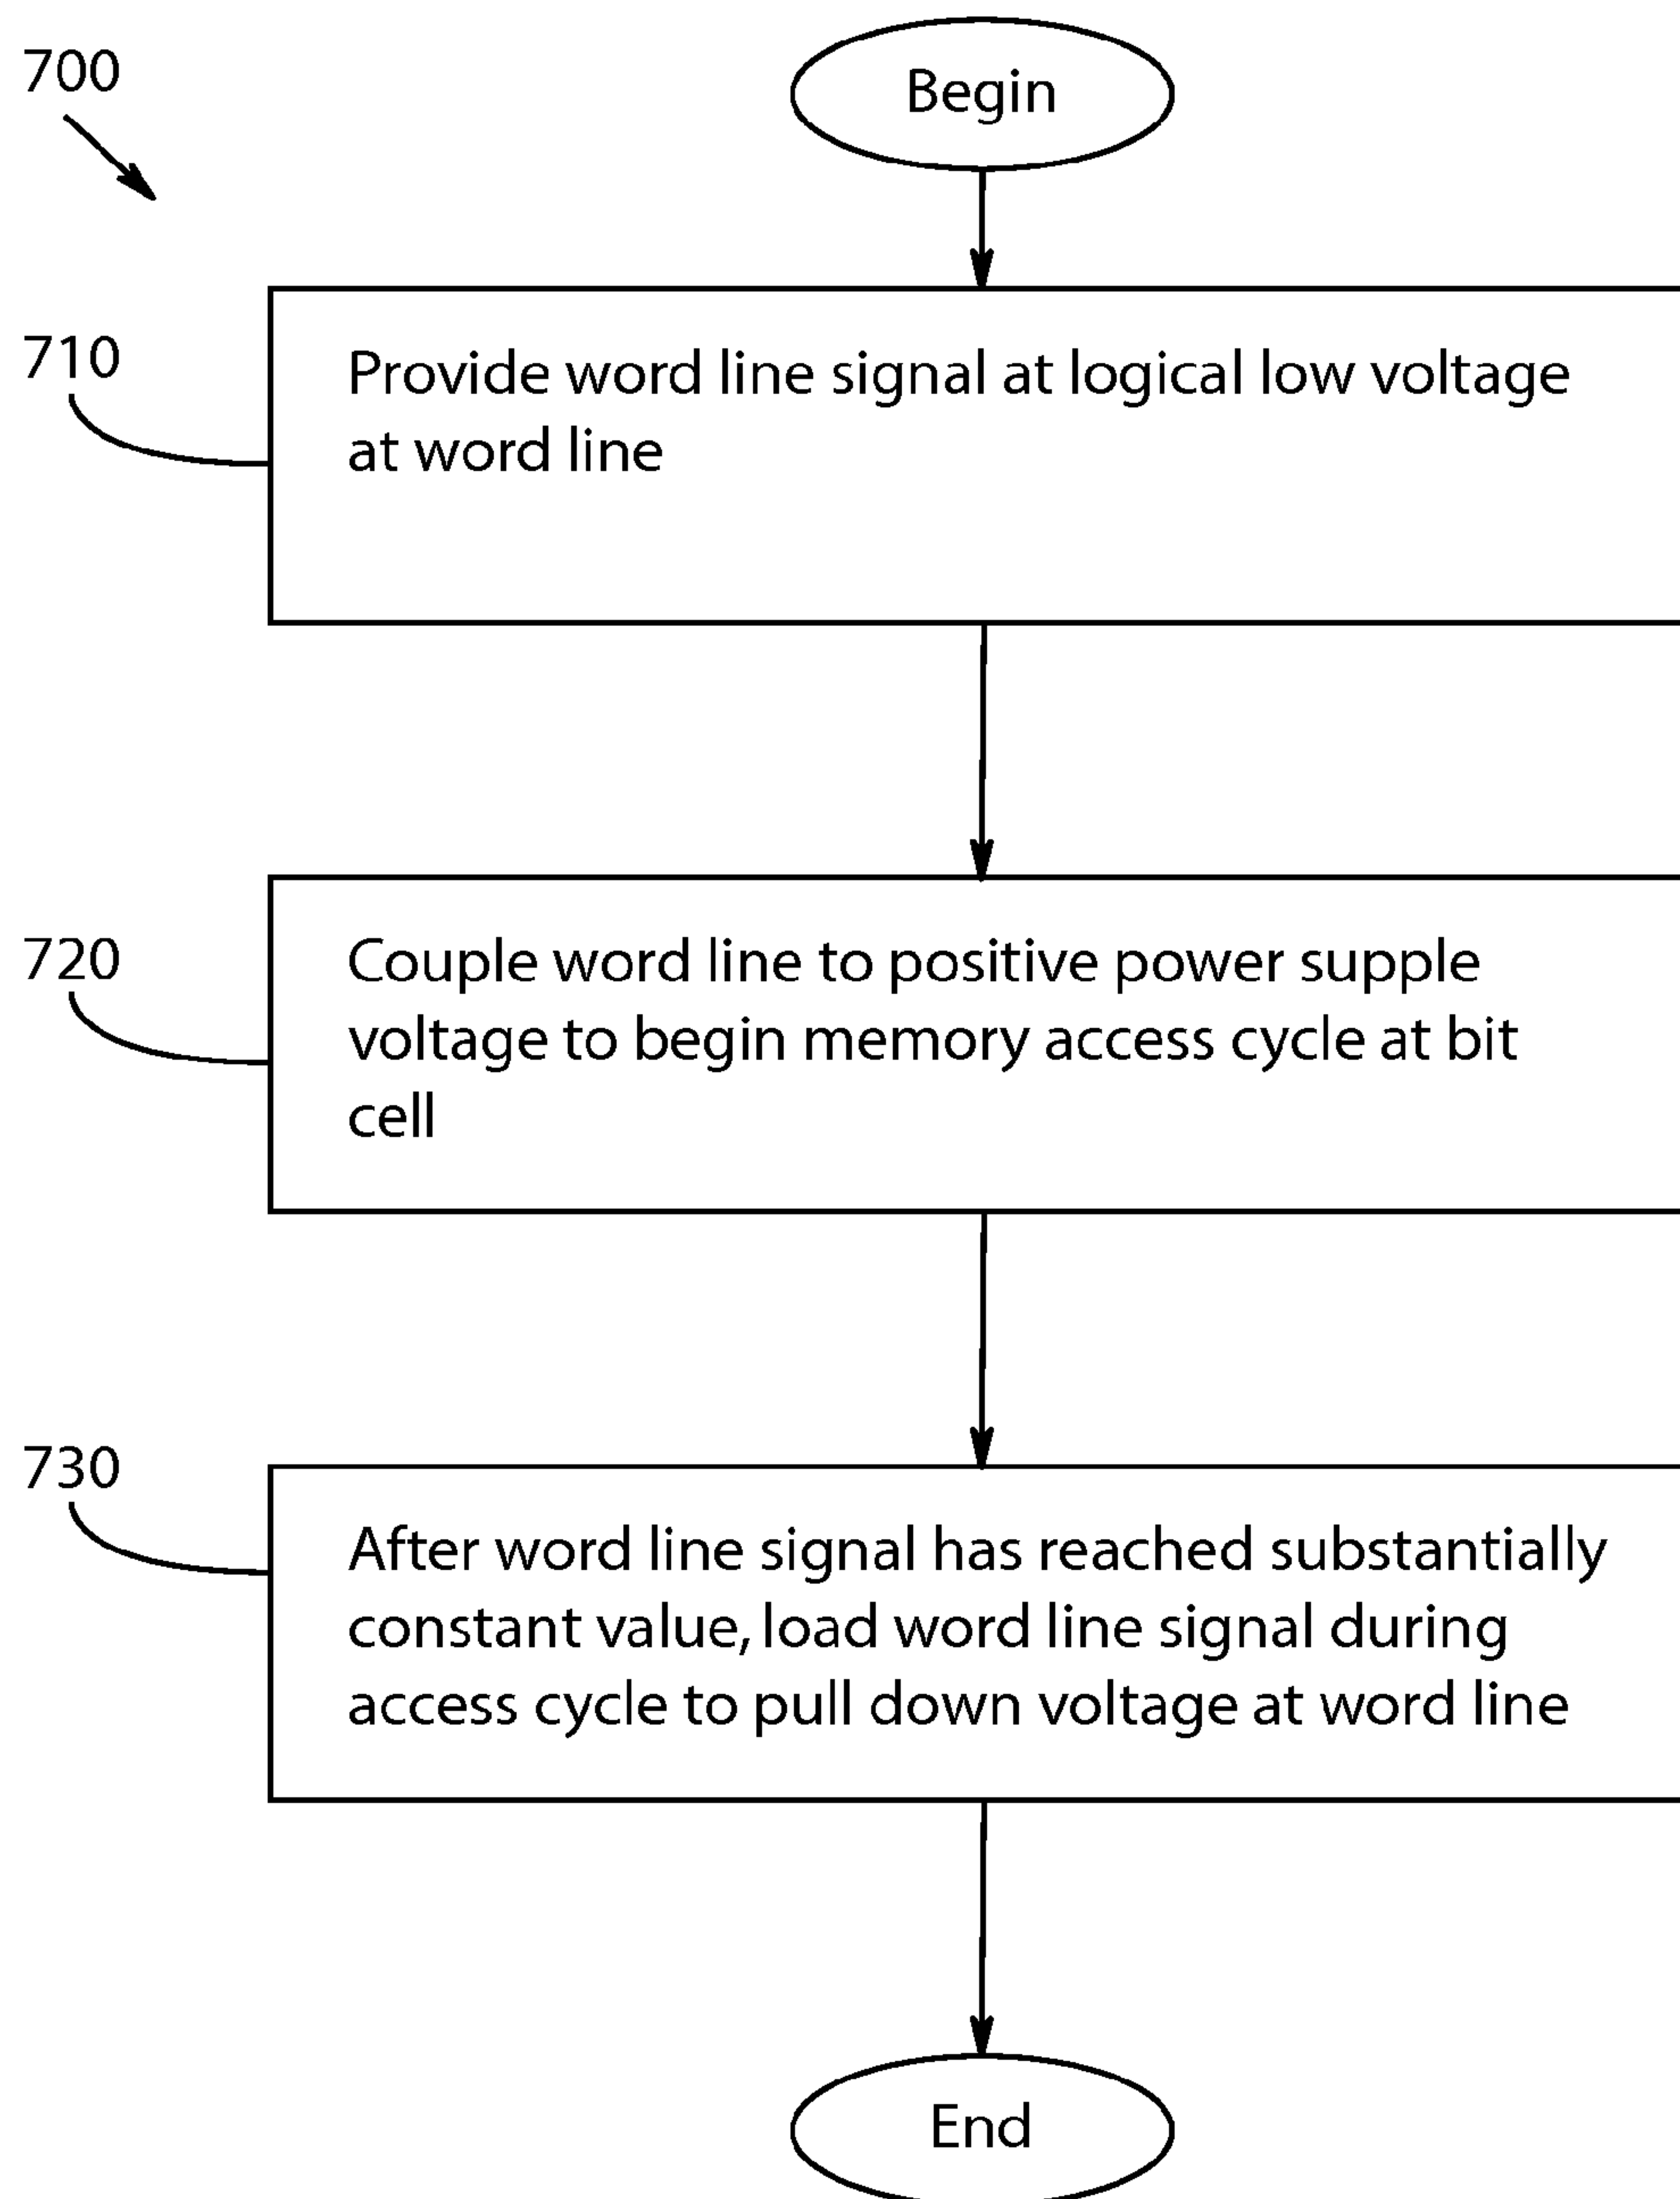 700
Begin
710
Provide word line signal at logical low voltage
at word line
720
Couple word line to positive power supple
voltage to begin memory access cycle at bit
cell
730
After word line signal has reached substantially
constant value, load word line signal during
access cycle to pull down voltage at word line
End